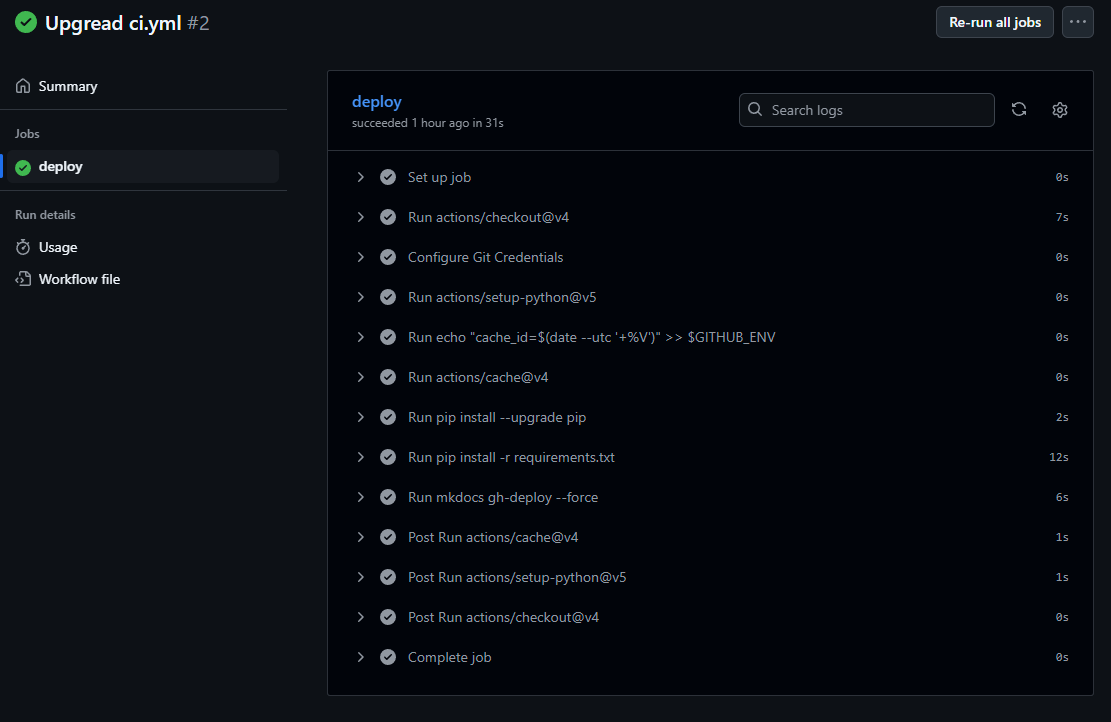 Upgread ci.yml #2
Re-run all jobs
Summary
Jobs
deploy
Run details
Usage
Workflow file
deploy
succeeded 1 hour ago in 31s
Search logs
Set up job 0s
Run actions/checkout@v4 7s
Configure Git Credentials 0s
Run actions/setup-python@v5 0s
Run echo "cache_id=$(date --utc '+%V')" >> $GITHUB_ENV 0s
Run actions/cache@v4 0s
Run pip install --upgrade pip 2s
Run pip install -r requirements.txt 12s
Run mkdocs gh-deploy --force 6s
Post Run actions/cache@v4 1s
Post Run actions/setup-python@v5 1s
Post Run actions/checkout@v4 0s
Complete job 0s